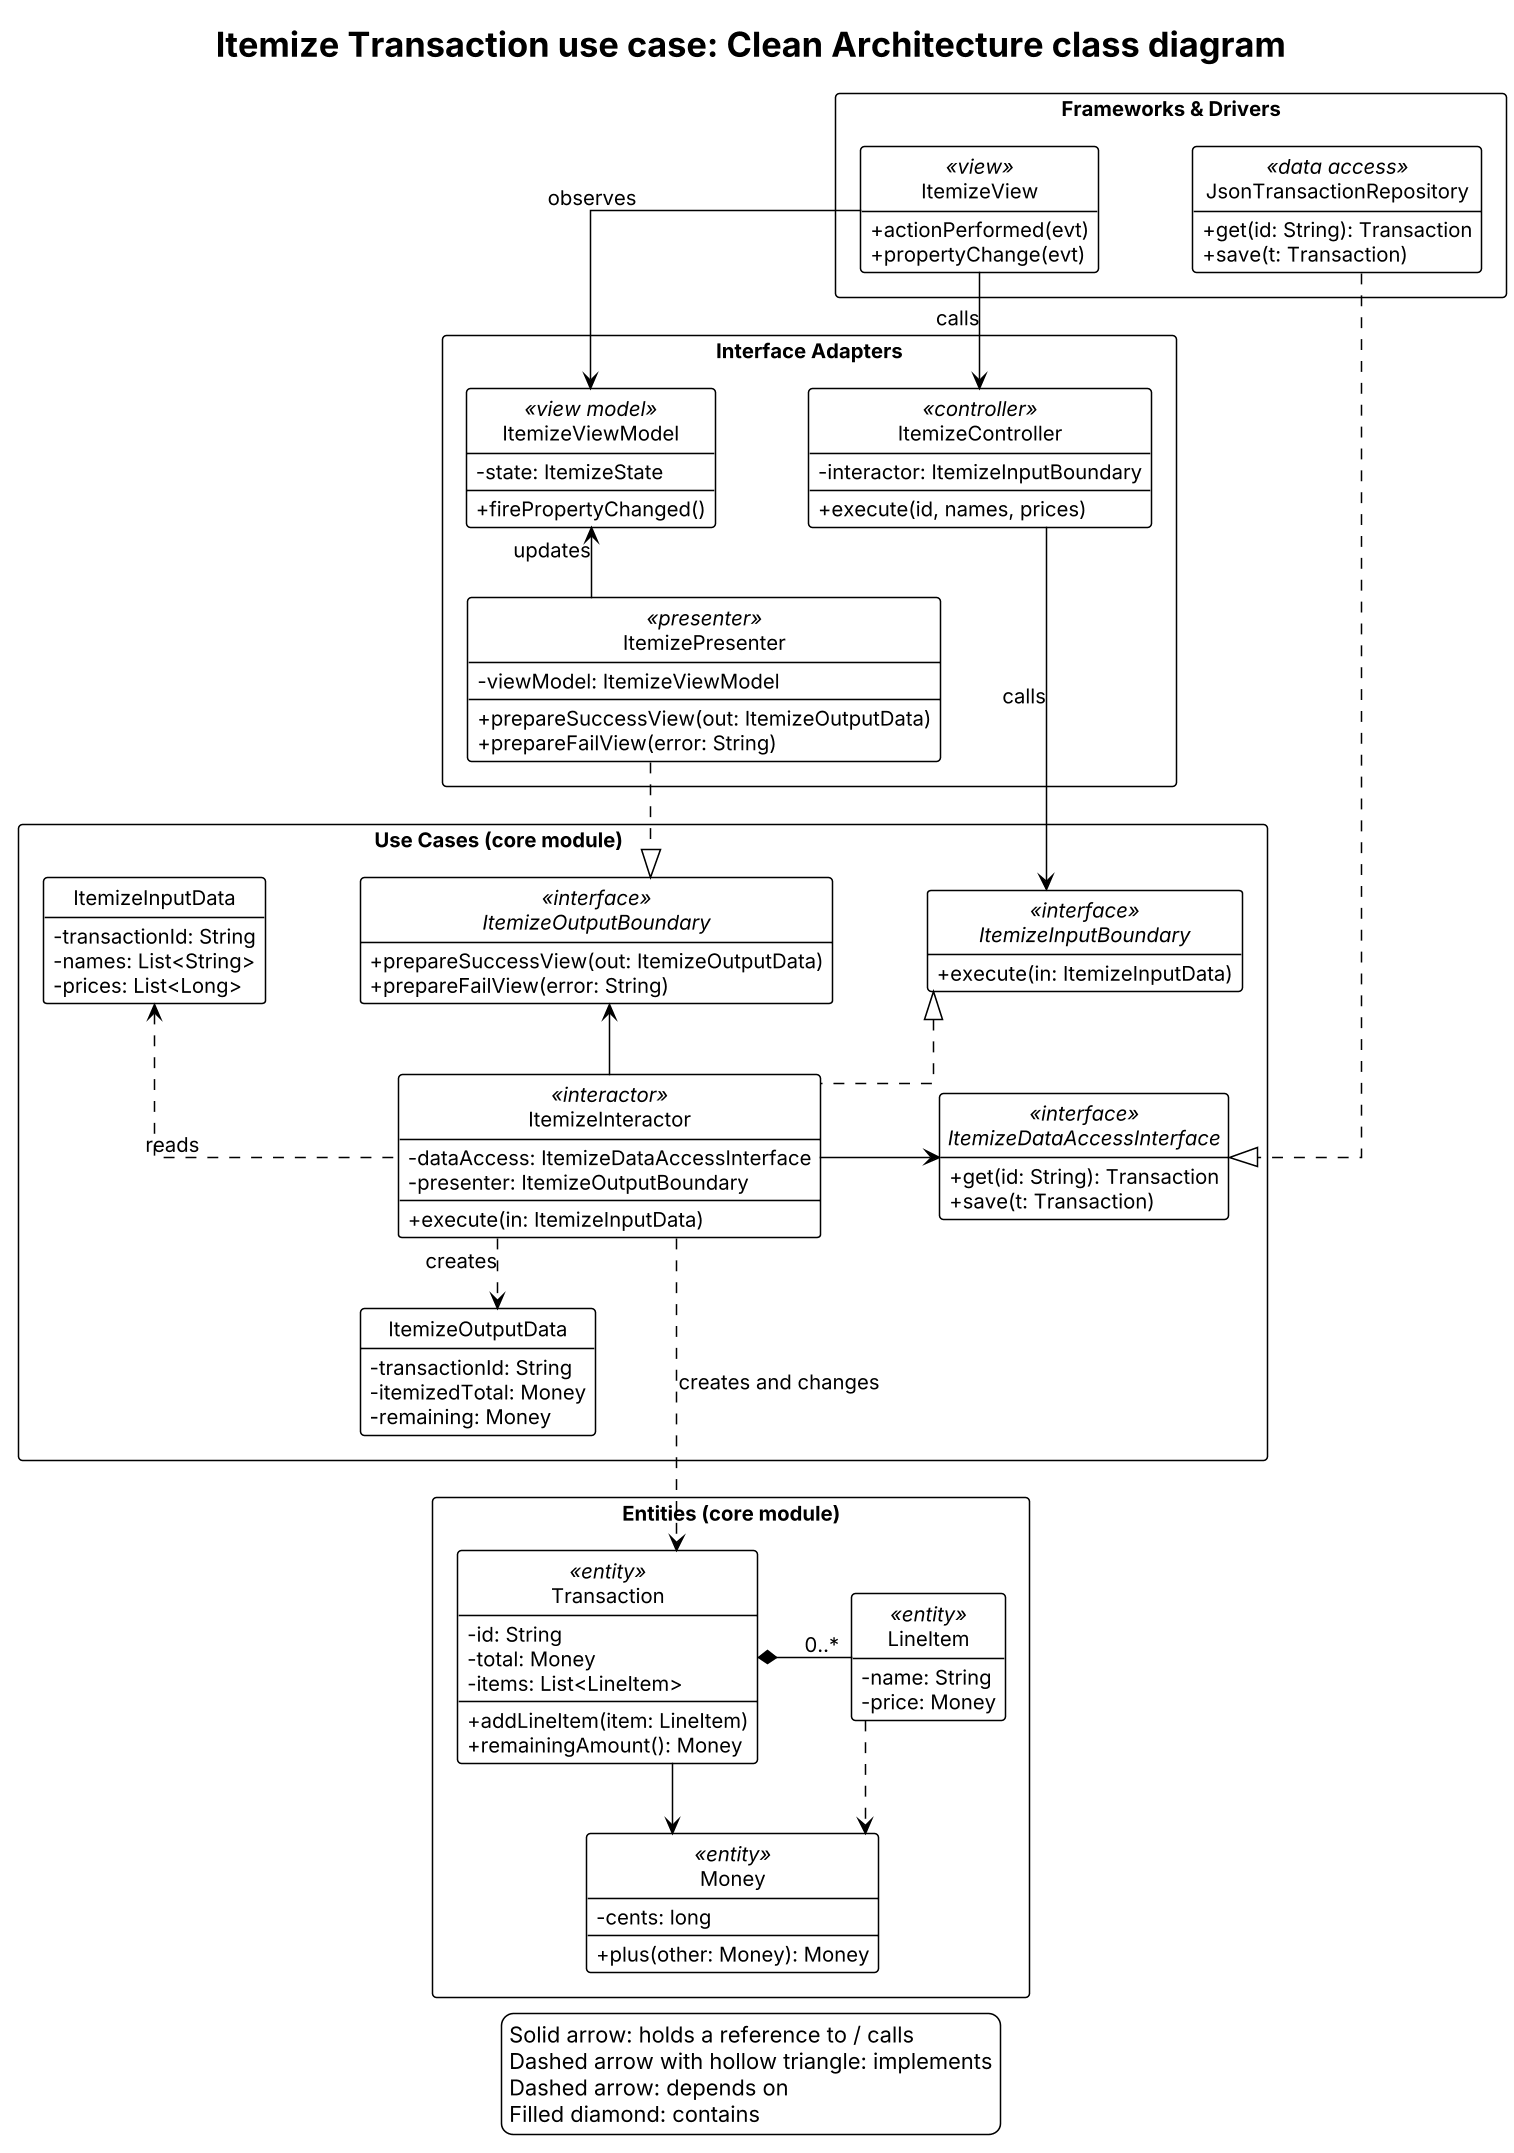 Itemize Transaction use case: Clean Architecture class diagram
Frameworks & Drivers
«view»
ItemizeView
+actionPerformed(evt)
+propertyChange(evt)
«data access»
JsonTransactionRepository
+get(id: String): Transaction
+save(t: Transaction)
observes
calls
Interface Adapters
«view model»
ItemizeViewModel
-state: ItemizeState
+firePropertyChanged()
«controller»
ItemizeController
-interactor: ItemizeInputBoundary
+execute(id, names, prices)
updates
«presenter»
ItemizePresenter
-viewModel: ItemizeViewModel
+prepareSuccessView(out: ItemizeOutputData)
+prepareFailView(error: String)
calls
Use Cases (core module)
ItemizeInputData
-transactionId: String
-names: List<String>
-prices: List<Long>
«interface»
ItemizeOutputBoundary
+prepareSuccessView(out: ItemizeOutputData)
+prepareFailView(error: String)
«interface»
ItemizeInputBoundary
+execute(in: ItemizeInputData)
reads
«interactor»
ItemizeInteractor
-dataAccess: ItemizeDataAccessInterface
-presenter: ItemizeOutputBoundary
+execute(in: ItemizeInputData)
«interface»
ItemizeDataAccessInterface
+get(id: String): Transaction
+save(t: Transaction)
creates
ItemizeOutputData
-transactionId: String
-itemizedTotal: Money
-remaining: Money
creates and changes
Entities (core module)
«entity»
Transaction
-id: String
-total: Money
-items: List<LineItem>
+addLineItem(item: LineItem)
+remainingAmount(): Money
0..*
«entity»
LineItem
-name: String
-price: Money
«entity»
Money
-cents: long
+plus(other: Money): Money
Solid arrow: holds a reference to / calls
Dashed arrow with hollow triangle: implements
Dashed arrow: depends on
Filled diamond: contains